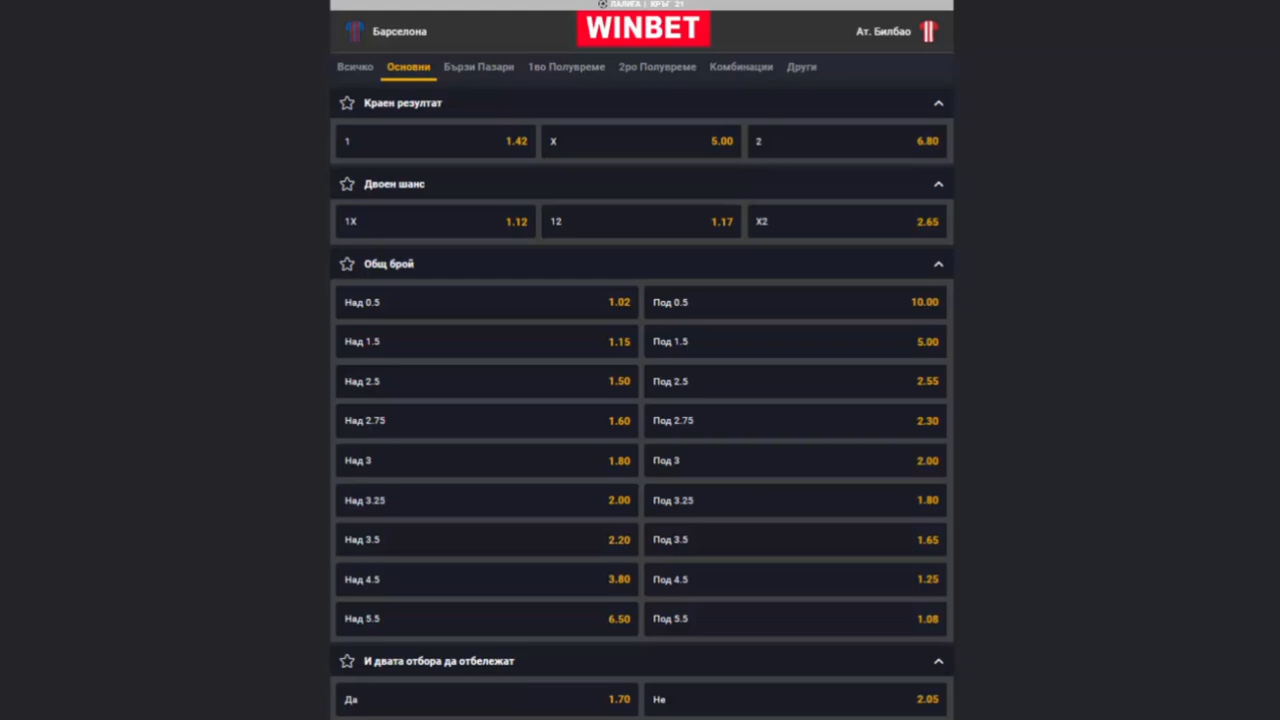 ЛАЛИГА | КРЪГ 21
Барселона WINBET Ат. Билбао
Всичко Основни Бързи Пазари 1во Полувреме 2ро Полувреме Комбинации Други
Краен резултат
1 1.42 X 5.00 2 6.80
Двоен шанс
1X 1.12 12 1.17 X2 2.65
Общ брой
Над 0.5 1.02 Под 0.5 10.00
Над 1.5 1.15 Под 1.5 5.00
Над 2.5 1.50 Под 2.5 2.55
Над 2.75 1.60 Под 2.75 2.30
Над 3 1.80 Под 3 2.00
Над 3.25 2.00 Под 3.25 1.80
Над 3.5 2.20 Под 3.5 1.65
Над 4.5 3.80 Под 4.5 1.25
Над 5.5 6.50 Под 5.5 1.08
И двата отбора да отбележат
Да 1.70 Не 2.05